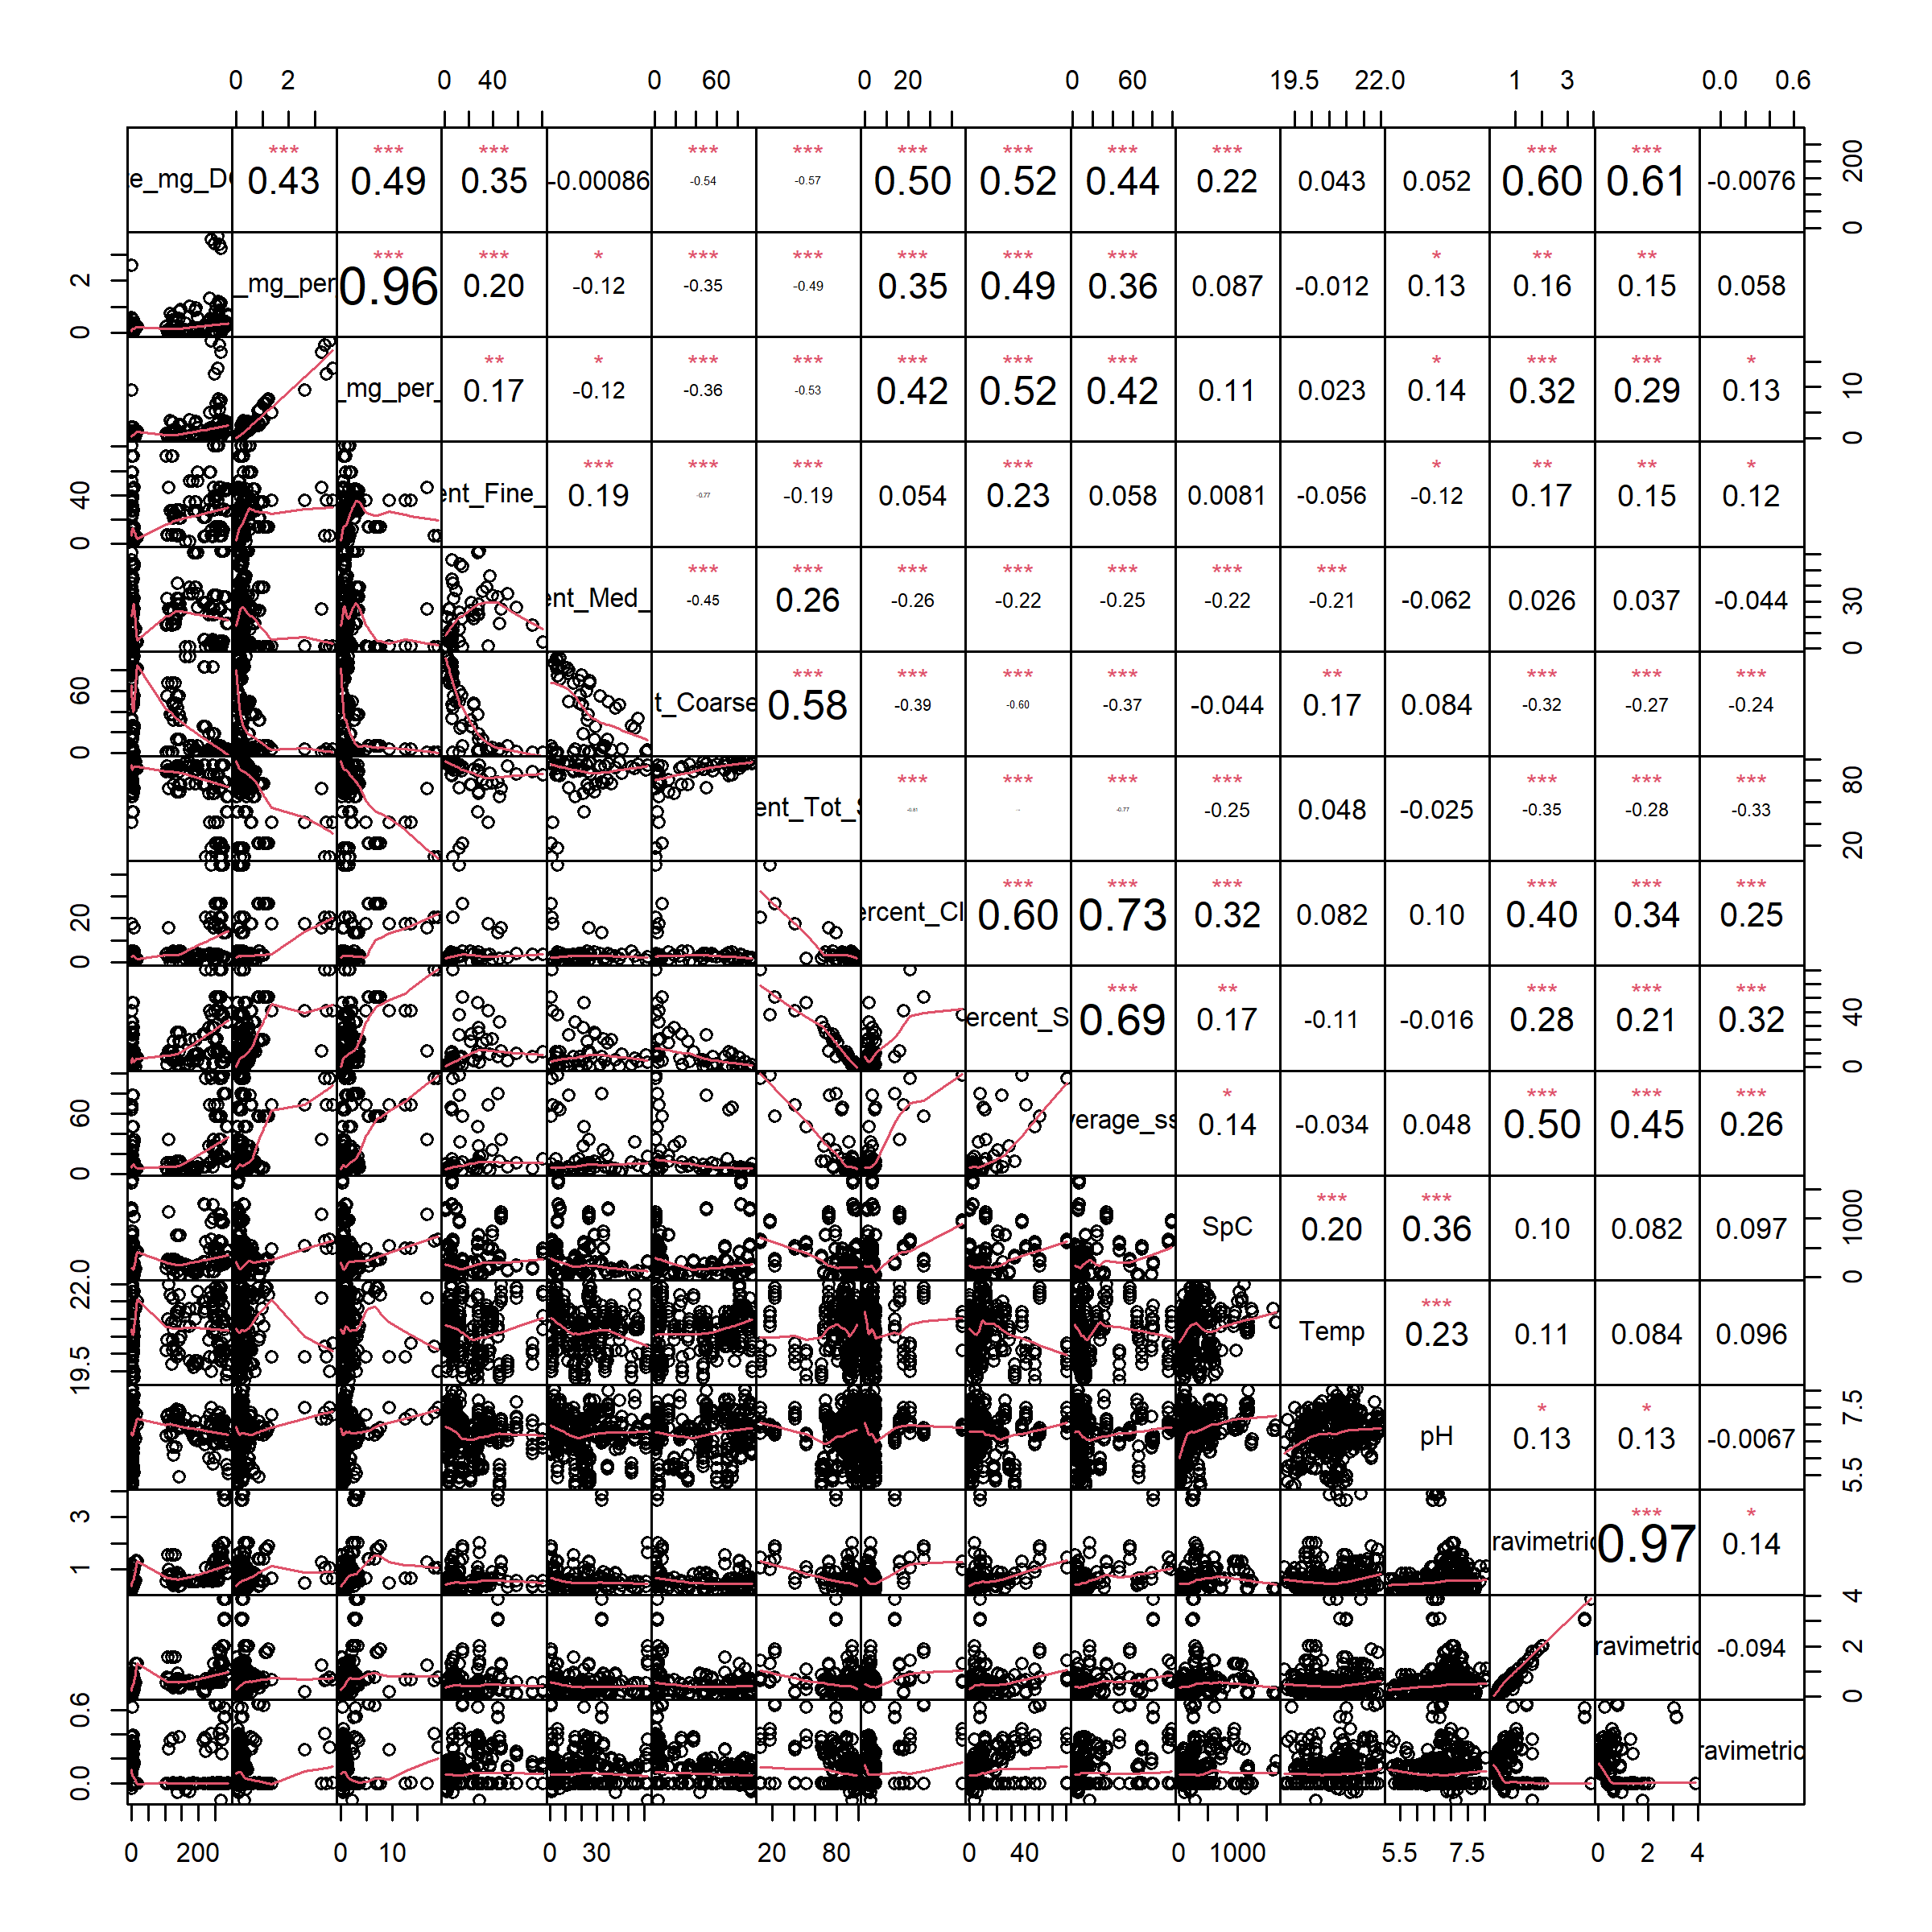 0 2 0 40 0 60 0 20 0 60 19.5 22.0 1 3 0.0 0.6
*** *** *** *** *** *** *** *** *** *** ***
te_mg_D 0.43 0.49 0.35 -0.00086 -0.54 -0.57 0.50 0.52 0.44 0.22 0.043 0.052 0.60 0.61 -0.0076 0 200
*** *** * *** *** *** *** *** * ** **
0 2 _mg_per_ 0.96 0.20 -0.12 -0.35 -0.49 0.35 0.49 0.36 0.087 -0.012 0.13 0.16 0.15 0.058
** * *** *** *** *** *** * *** *** *
_mg_per_ 0.17 -0.12 -0.36 -0.53 0.42 0.52 0.42 0.11 0.023 0.14 0.32 0.29 0.13 0 10
*** *** *** *** * ** ** *
0 40 ent_Fine_ 0.19 -0.77 -0.19 0.054 0.23 0.058 0.0081 -0.056 -0.12 0.17 0.15 0.12
*** *** *** *** *** *** ***
ent_Med_ -0.45 0.26 -0.26 -0.22 -0.25 -0.22 -0.21 -0.062 0.026 0.037 -0.044 0 30
*** *** *** *** ** *** *** ***
0 60 t_Coarse 0.58 -0.39 -0.60 -0.37 -0.044 0.17 0.084 -0.32 -0.27 -0.24
*** *** *** *** *** *** ***
ent_Tot_S -0.77 -0.25 0.048 -0.025 -0.35 -0.28 -0.33 20 80
*** *** *** *** *** ***
0 20 ercent_Cl 0.60 0.73 0.32 0.082 0.10 0.40 0.34 0.25
*** ** *** *** ***
ercent_S 0.69 0.17 -0.11 -0.016 0.28 0.21 0.32 0 40
* *** *** ***
0 60 verage_ss 0.14 -0.034 0.048 0.50 0.45 0.26
*** ***
SpC 0.20 0.36 0.10 0.082 0.097 0 1000
***
19.5 22.0 Temp 0.23 0.11 0.084 0.096
* *
pH 0.13 0.13 -0.0067 5.5 7.5
*** *
1 3 ravimetric 0.97 0.14
ravimetric -0.094 0 2 4
0.0 0.6 ravimetric
0 200 0 10 0 30 20 80 0 40 0 1000 5.5 7.5 0 2 4